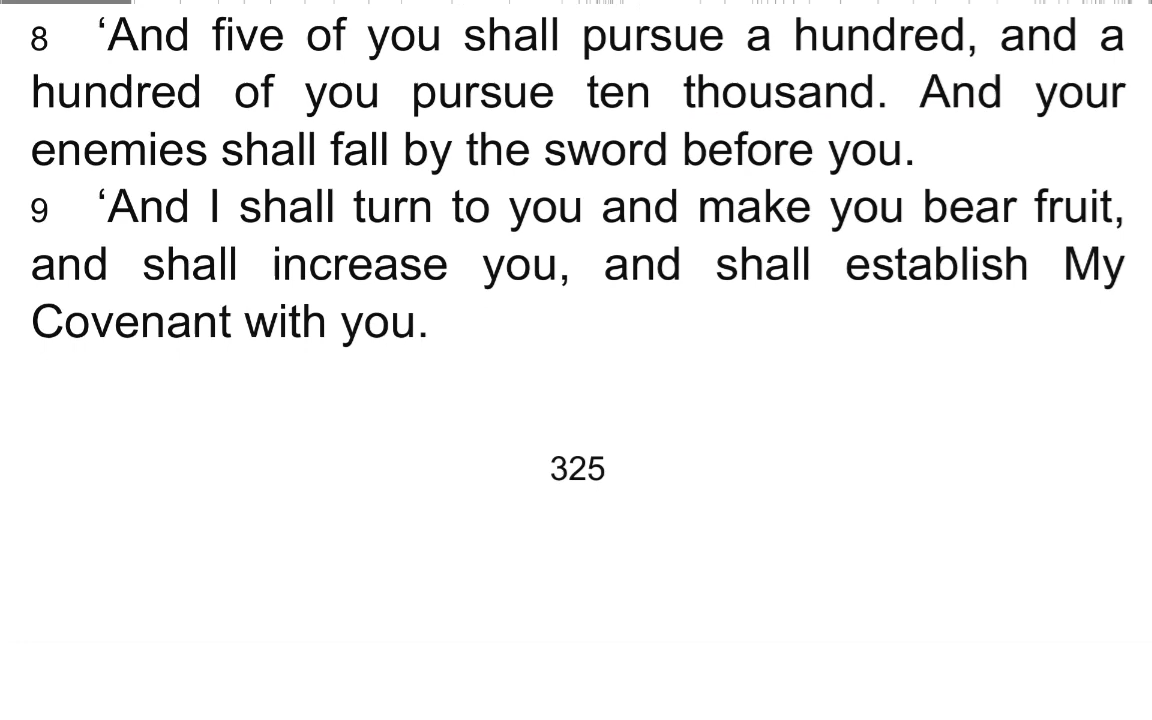 8 ‘And five of you shall pursue a hundred, and a
hundred of you pursue ten thousand. And your
enemies shall fall by the sword before you.
9 ‘And I shall turn to you and make you bear fruit,
and shall increase you, and shall establish My
Covenant with you.
325